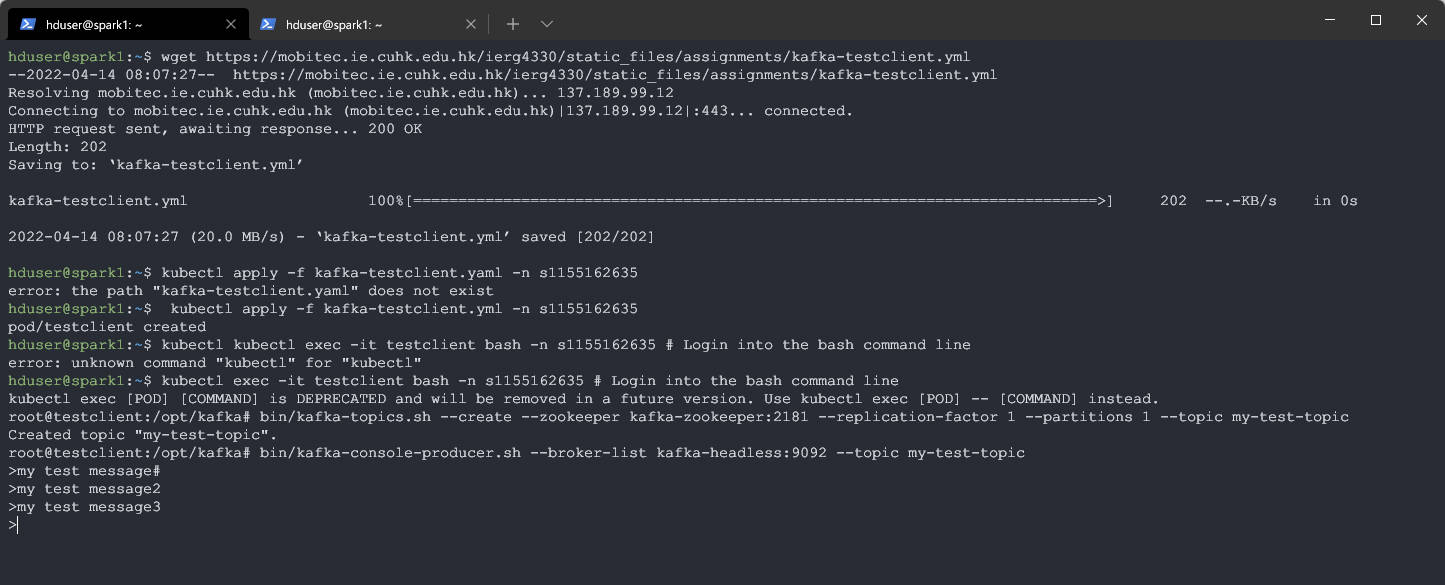 hduser@spark1: ~
hduser@spark1: ~
hduser@spark1:~$ wget https://mobitec.ie.cuhk.edu.hk/ierg4330/static_files/assignments/kafka-testclient.yml
--2022-04-14 08:07:27--  https://mobitec.ie.cuhk.edu.hk/ierg4330/static_files/assignments/kafka-testclient.yml
Resolving mobitec.ie.cuhk.edu.hk (mobitec.ie.cuhk.edu.hk)... 137.189.99.12
Connecting to mobitec.ie.cuhk.edu.hk (mobitec.ie.cuhk.edu.hk)|137.189.99.12|:443... connected.
HTTP request sent, awaiting response... 200 OK
Length: 202
Saving to: ‘kafka-testclient.yml’
kafka-testclient.yml                    100%[============================================================================>]     202  --.-KB/s    in 0s
2022-04-14 08:07:27 (20.0 MB/s) - ‘kafka-testclient.yml’ saved [202/202]
hduser@spark1:~$ kubectl apply -f kafka-testclient.yaml -n s1155162635
error: the path "kafka-testclient.yaml" does not exist
hduser@spark1:~$  kubectl apply -f kafka-testclient.yml -n s1155162635
pod/testclient created
hduser@spark1:~$ kubectl kubectl exec -it testclient bash -n s1155162635 # Login into the bash command line
error: unknown command "kubectl" for "kubectl"
hduser@spark1:~$ kubectl exec -it testclient bash -n s1155162635 # Login into the bash command line
kubectl exec [POD] [COMMAND] is DEPRECATED and will be removed in a future version. Use kubectl exec [POD] -- [COMMAND] instead.
root@testclient:/opt/kafka# bin/kafka-topics.sh --create --zookeeper kafka-zookeeper:2181 --replication-factor 1 --partitions 1 --topic my-test-topic
Created topic "my-test-topic".
root@testclient:/opt/kafka# bin/kafka-console-producer.sh --broker-list kafka-headless:9092 --topic my-test-topic
>my test message#
>my test message2
>my test message3
>